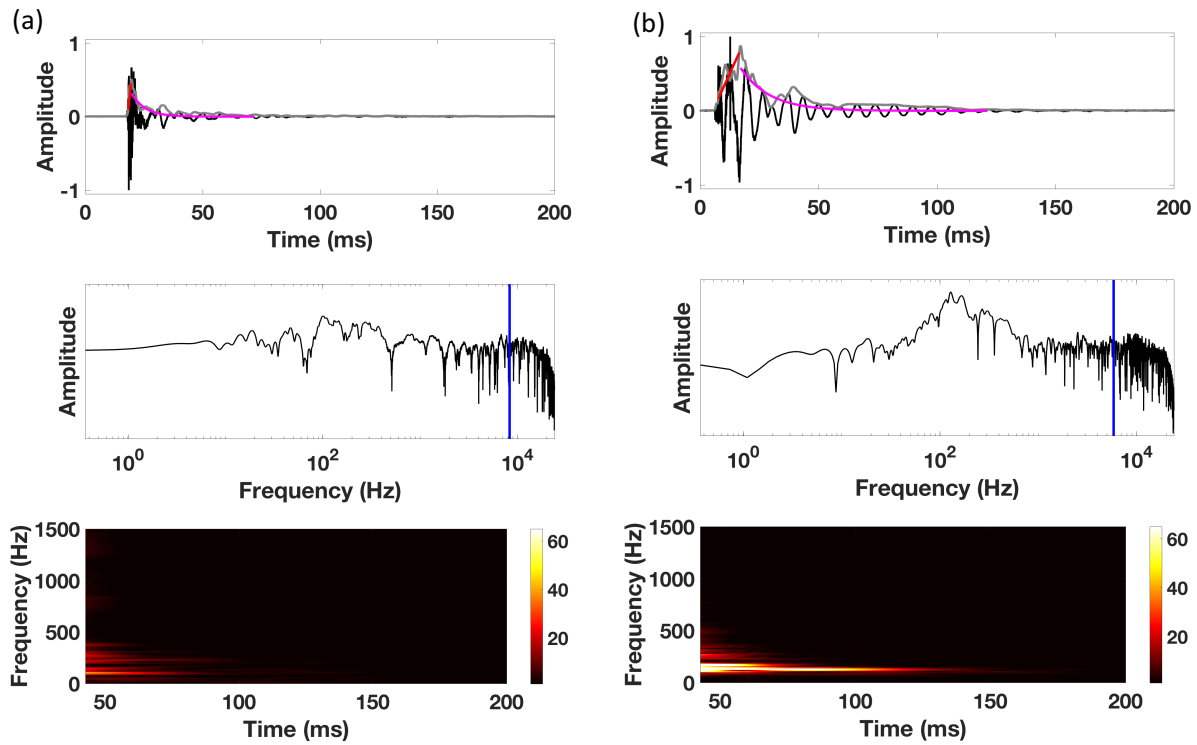 (a)
1
0
-1
Amplitude
0 50 100 150 200
Time (ms)
Amplitude
10^0 10^2 10^4
Frequency (Hz)
1500
1000
500
0
Frequency (Hz)
60
40
20
50 100 150 200
Time (ms)
(b)
1
0
-1
Amplitude
0 50 100 150 200
Time (ms)
Amplitude
10^0 10^2 10^4
Frequency (Hz)
1500
1000
500
0
Frequency (Hz)
60
40
20
50 100 150 200
Time (ms)